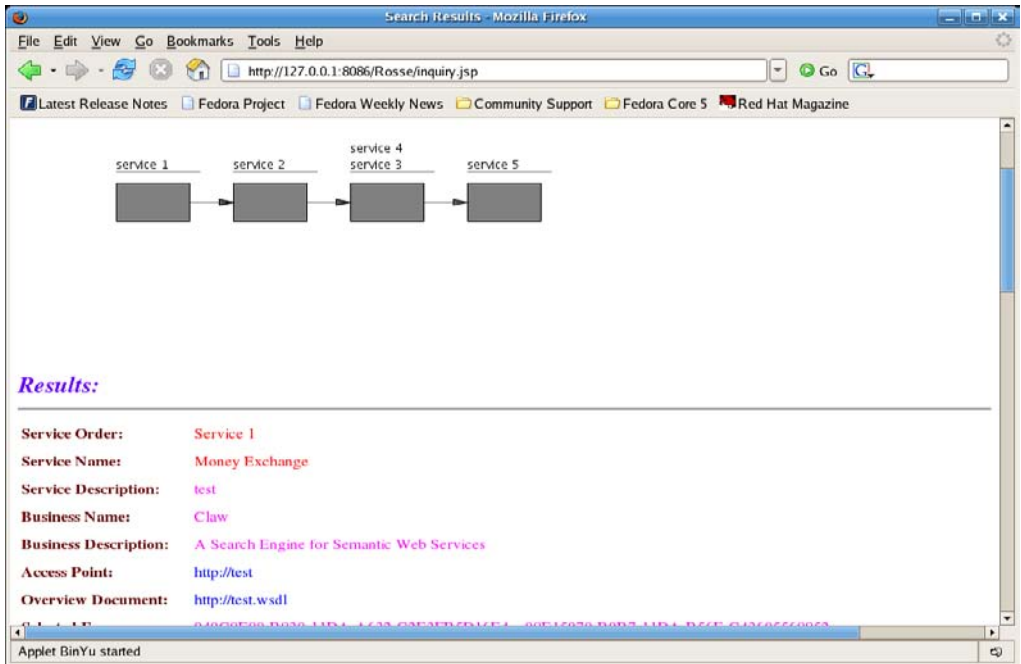 Search Results - Mozilla Firefox
File Edit View Go Bookmarks Tools Help
http://127.0.0.1:8086/Rosse/inquiry.jsp Go G
Latest Release Notes Fedora Project Fedora Weekly News Community Support Fedora Core 5 Red Hat Magazine
service 4
service 1 service 2 service 3 service 5
Results:
Service Order: Service 1
Service Name: Money Exchange
Service Description: test
Business Name: Claw
Business Description: A Search Engine for Semantic Web Services
Access Point: http://test
Overview Document: http://test.wsdl
Applet BinYu started